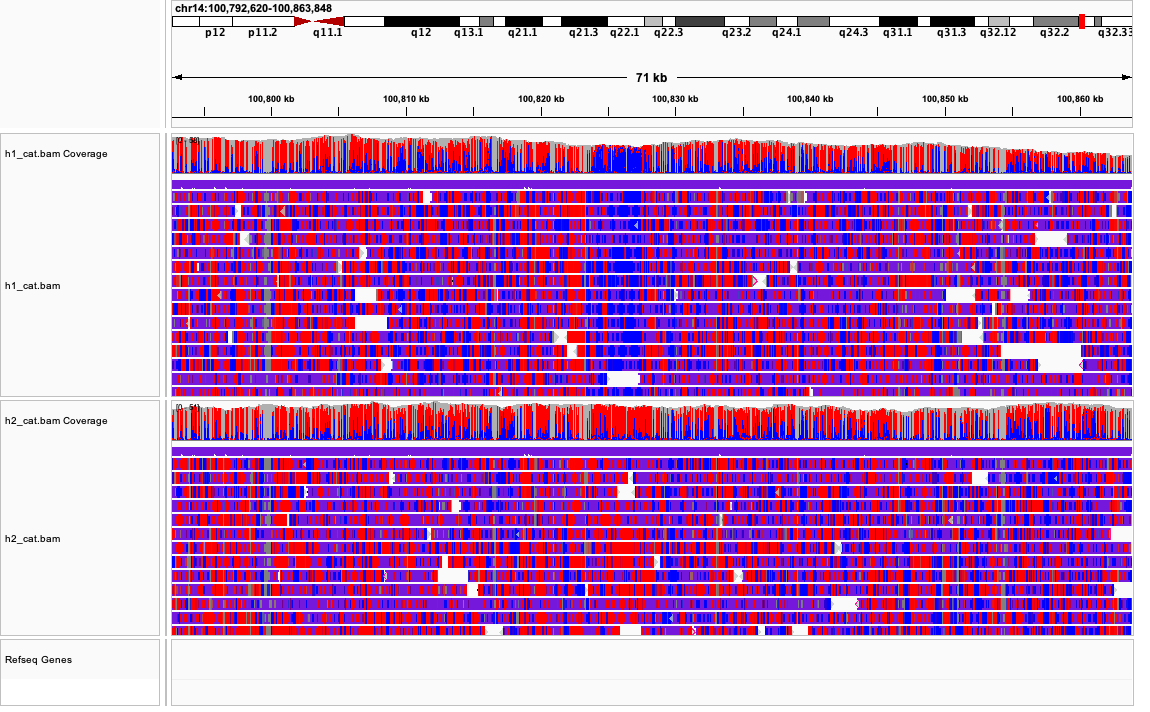 chr14:100,792,620-100,863,848
p12 p11.2 q11.1 q12 q13.1 q21.1 q21.3 q22.1 q22.3 q23.2 q24.1 q24.3 q31.1 q31.3 q32.12 q32.2 q32.33
71 kb
100,800 kb 100,810 kb 100,820 kb 100,830 kb 100,840 kb 100,850 kb 100,860 kb
h1_cat.bam Coverage
h1_cat.bam
h2_cat.bam Coverage
h2_cat.bam
Refseq Genes